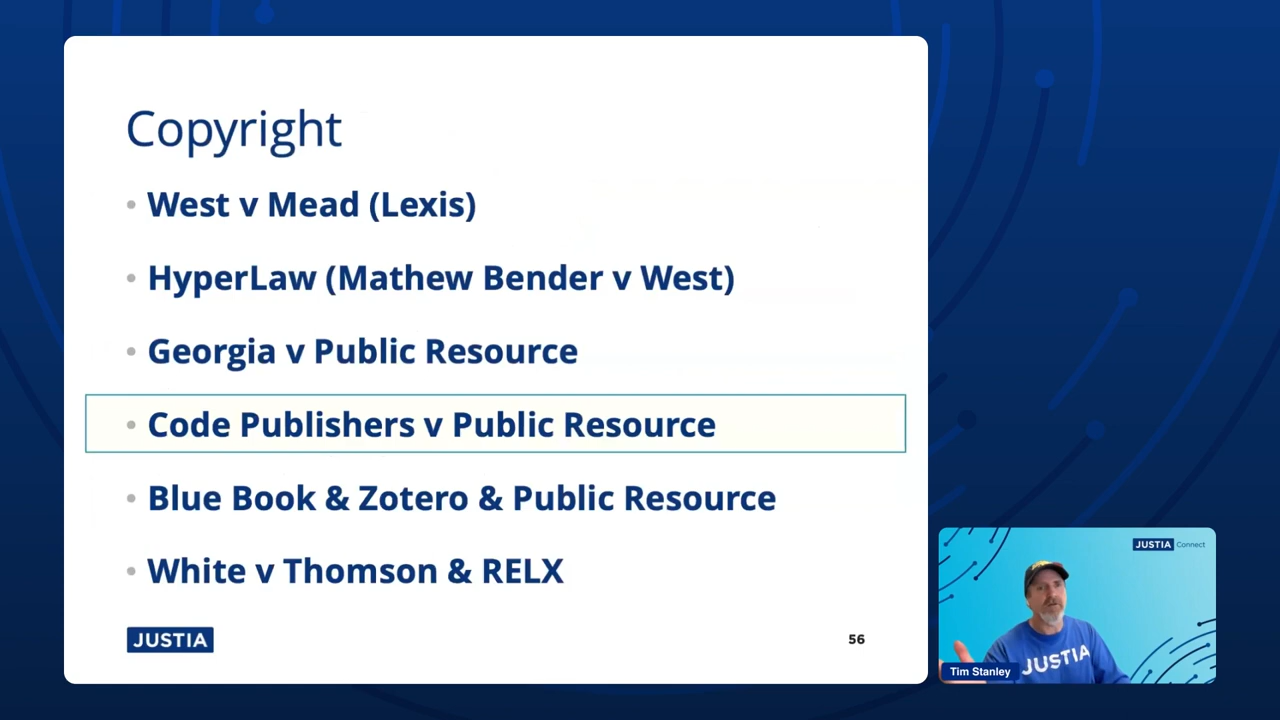 Copyright
• West v Mead (Lexis)
• HyperLaw (Mathew Bender v West)
• Georgia v Public Resource
• Code Publishers v Public Resource
• Blue Book & Zotero & Public Resource
• White v Thomson & RELX
JUSTIA
56
JUSTIA Connect
JUSTIA
Tim Stanley